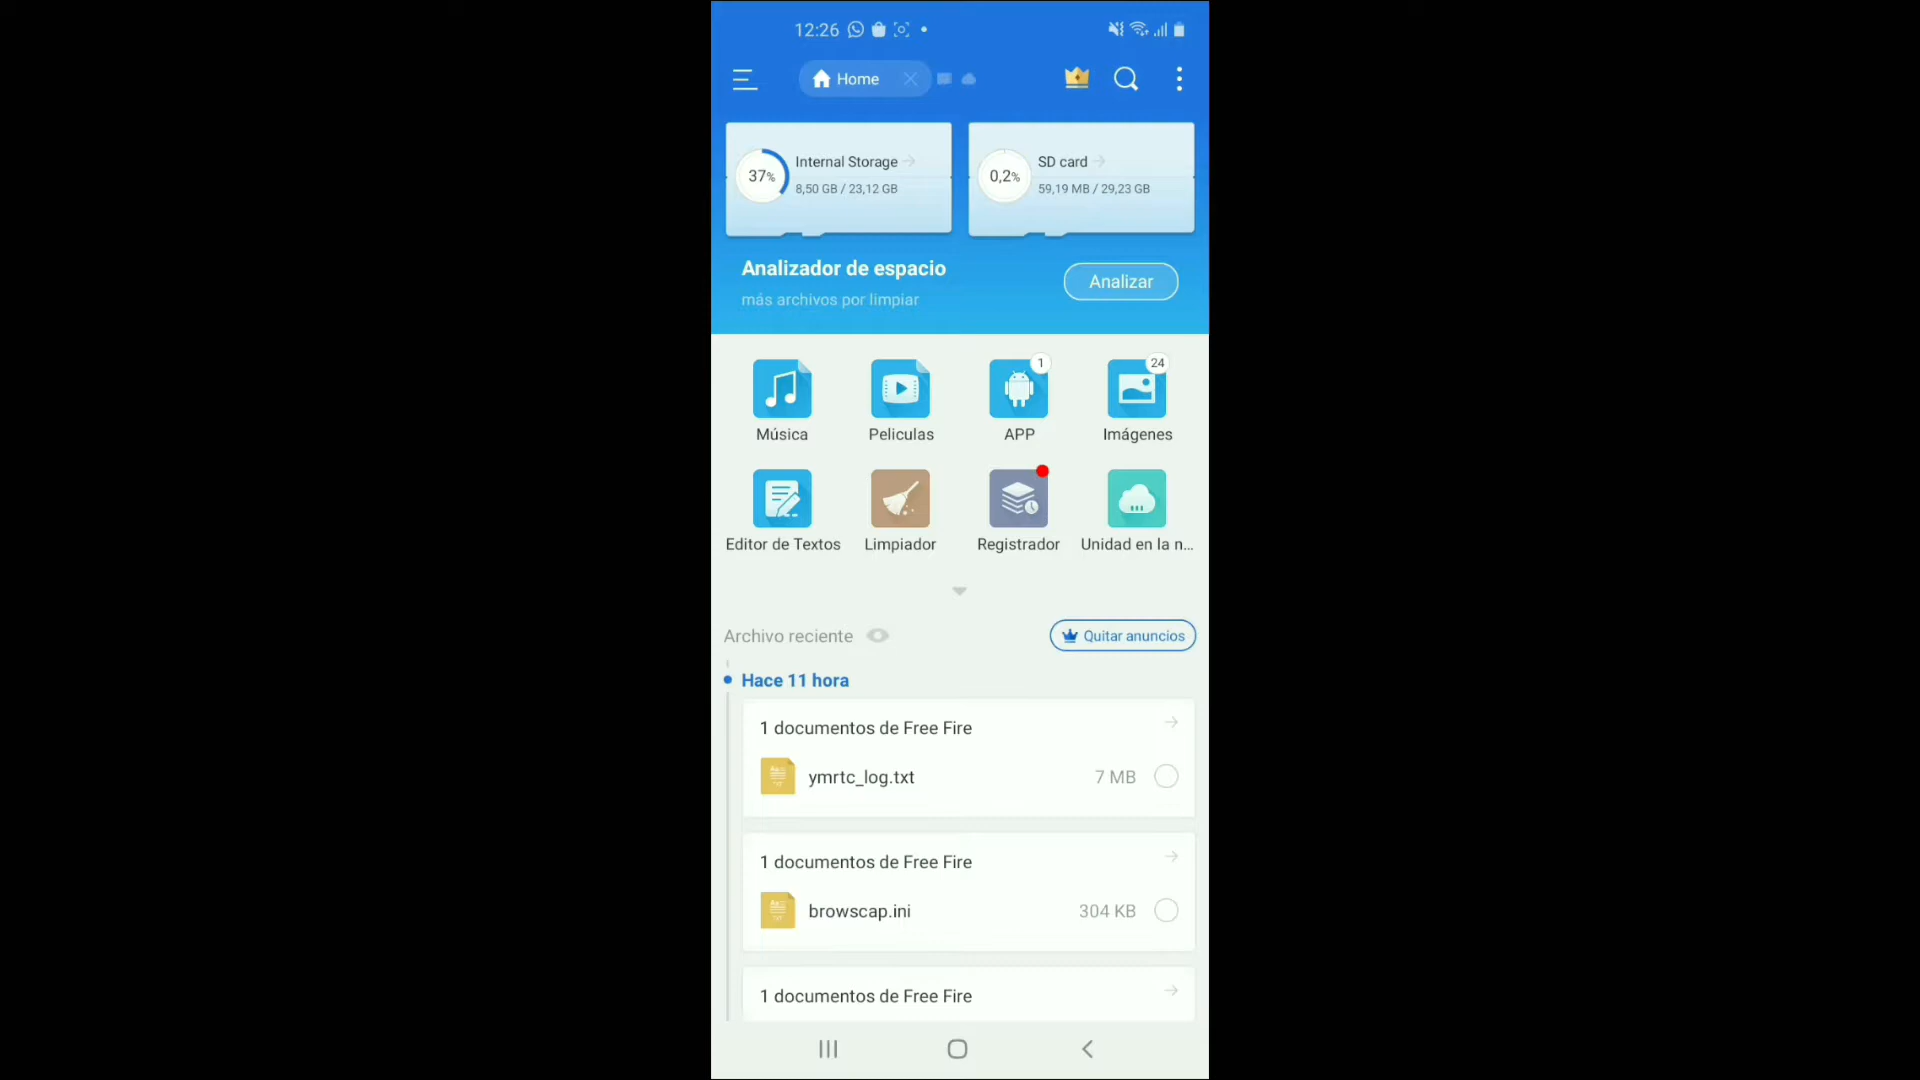 12:26
Home
37%
Internal Storage
8,50 GB / 23,12 GB
0,2%
SD card
59,19 MB / 29,23 GB
Analizador de espacio
más archivos por limpiar
Analizar
1
24
Música
Peliculas
APP
Imágenes
Editor de Textos
Limpiador
Registrador
Unidad en la n...
Archivo reciente
Quitar anuncios
Hace 11 hora
1 documentos de Free Fire
ymrtc_log.txt
7 MB
1 documentos de Free Fire
browscap.ini
304 KB
1 documentos de Free Fire